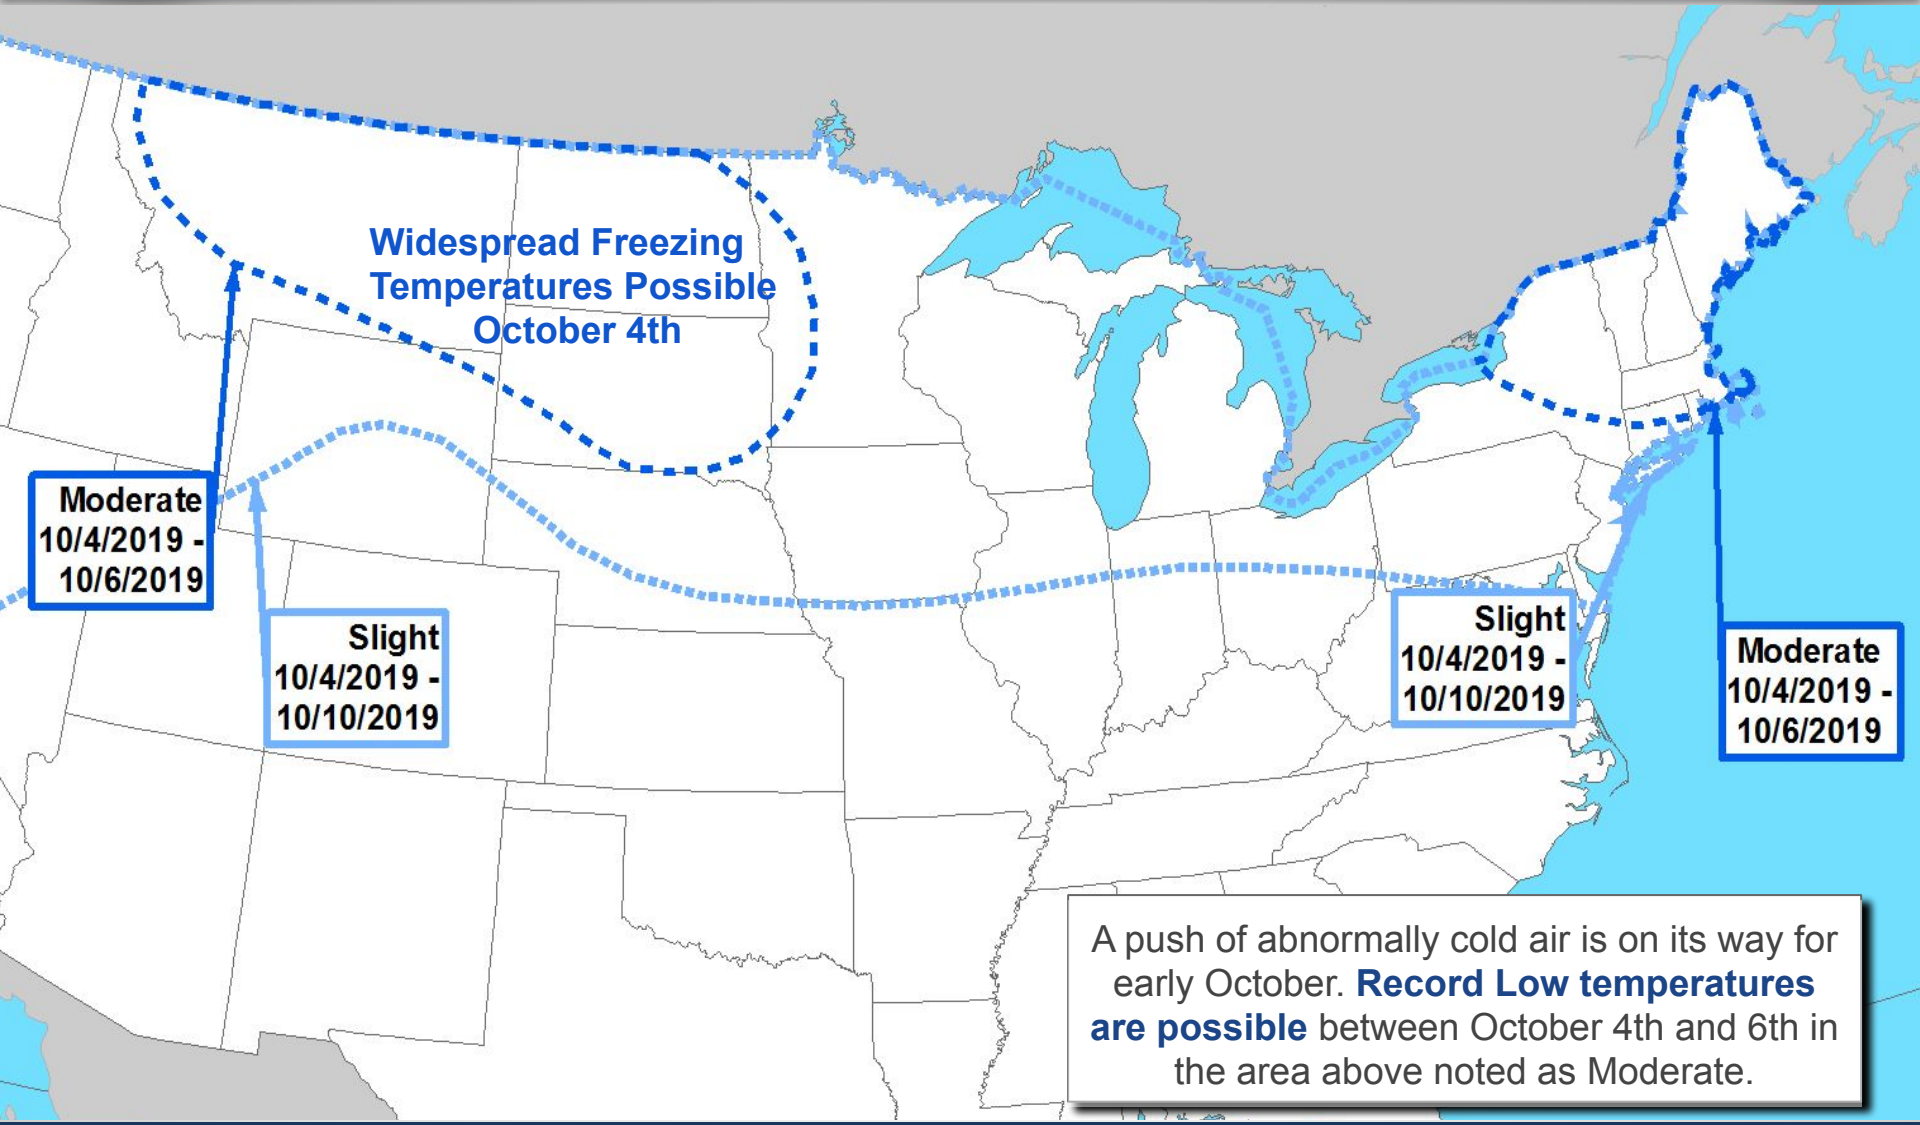 Widespread Freezing
Temperatures Possible
October 4th
Moderate
10/4/2019 -
10/6/2019
Slight
10/4/2019 -
10/10/2019
Slight
10/4/2019 -
10/10/2019
Moderate
10/4/2019 -
10/6/2019
A push of abnormally cold air is on its way for
early October. Record Low temperatures
are possible between October 4th and 6th in
the area above noted as Moderate.